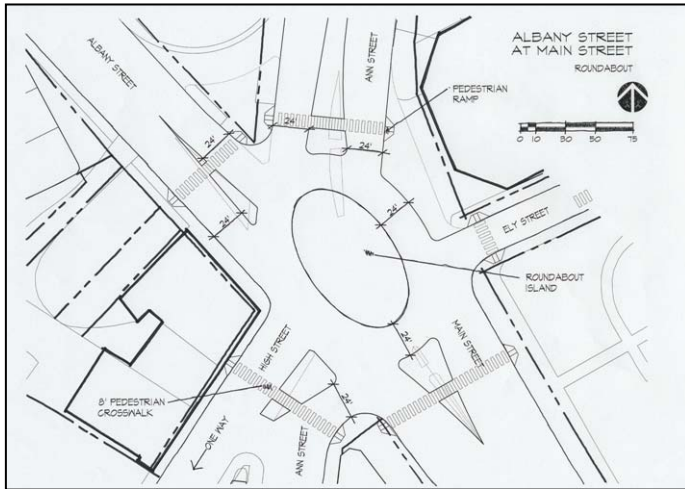 ALBANY STREET
AT MAIN STREET
ROUNDABOUT
ALBANY
STREET
ANN STREET
PEDESTRIAN
RAMP
0 10 30 50 75
24'
24'
24'
24'
24'
ELY STREET
ROUNDABOUT
ISLAND
HIGH STREET
MAIN STREET
24'
8' PEDESTRIAN
CROSSWALK
24'
ONE WAY
ANN STREET